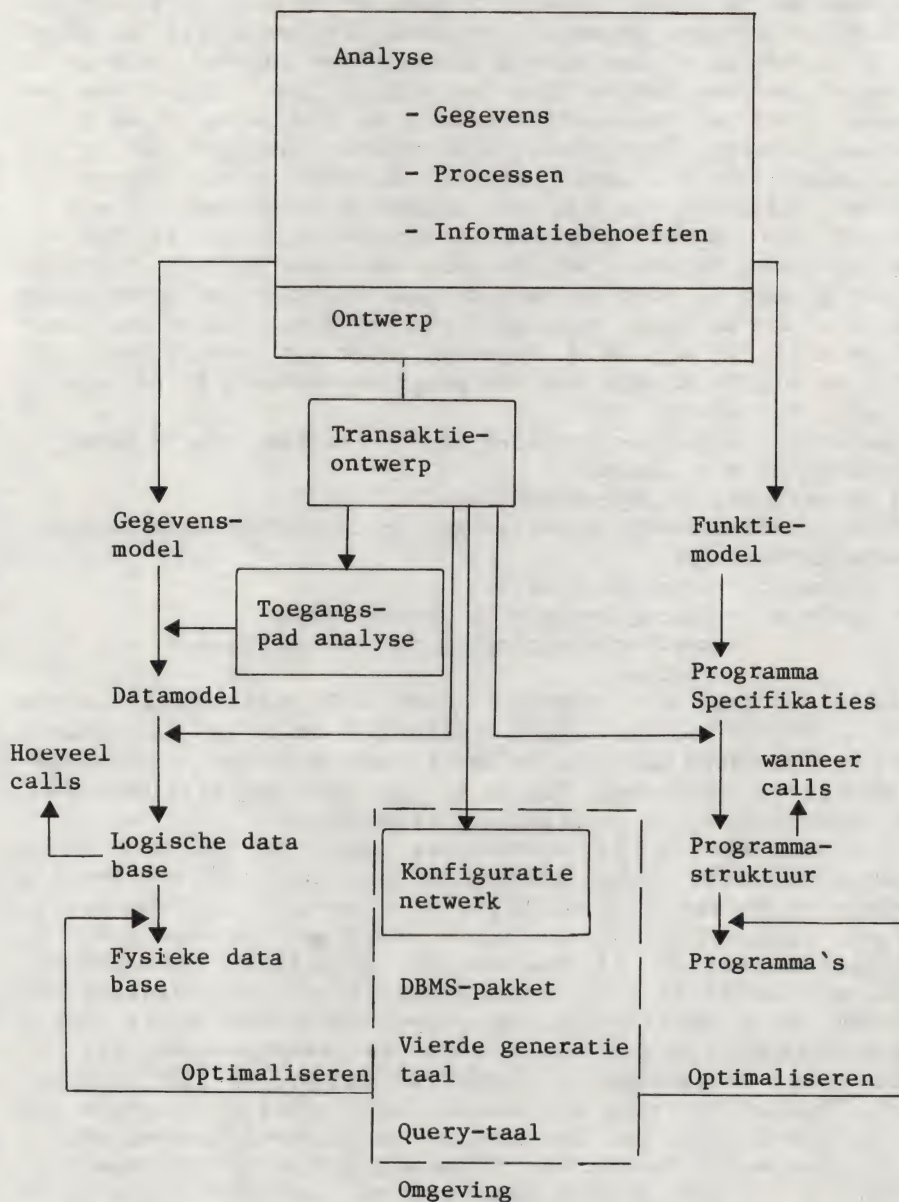 Analyse
- Gegevens
- Processen
- Informatiebehoeften
Ontwerp
Transaktie-
ontwerp
Gegevens-
model
Funktie-
model
Toegangs-
pad analyse
Datamodel
Programma
Specifikaties
Hoeveel
calls
wanneer
calls
Logische data
base
Konfiguratie
netwerk
Programma-
struktuur
Fysieke data
base
DBMS-pakket
Programma`s
Vierde generatie
taal
Optimaliseren
Optimaliseren
Query-taal
Omgeving